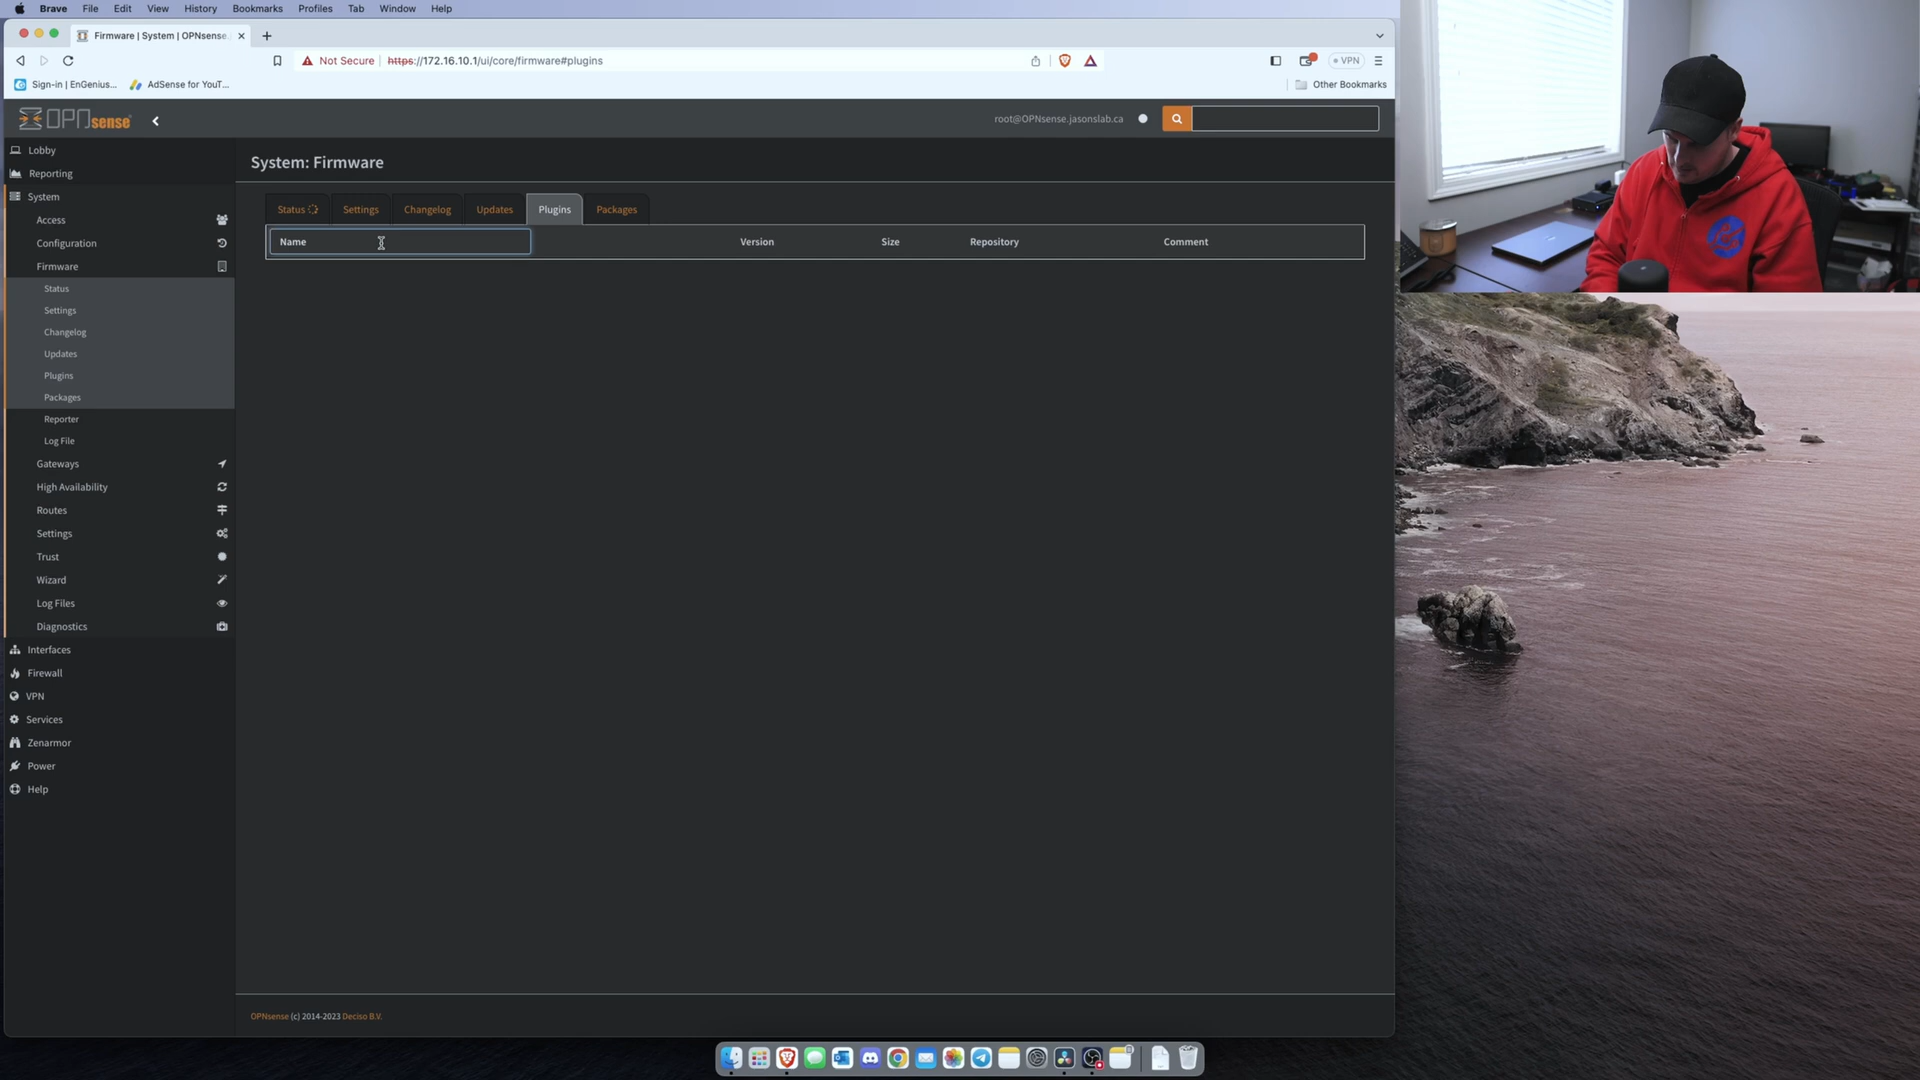 Brave File Edit View History Bookmarks Profiles Tab Window Help
Firmware | System | OPNsense.
Not Secure https://172.16.10.1/ui/core/firmware#plugins VPN
Sign-in | EnGenius... AdSense for YouT... Other Bookmarks
OPNsense root@OPNsense.jasonslab.ca
Lobby
Reporting
System
Access
Configuration
Firmware
Status
Settings
Changelog
Updates
Plugins
Packages
Reporter
Log File
Gateways
High Availability
Routes
Settings
Trust
Wizard
Log Files
Diagnostics
Interfaces
Firewall
VPN
Services
Zenarmor
Power
Help
System: Firmware
Status Settings Changelog Updates Plugins Packages
Name Version Size Repository Comment
OPNsense (c) 2014-2023 Deciso B.V.